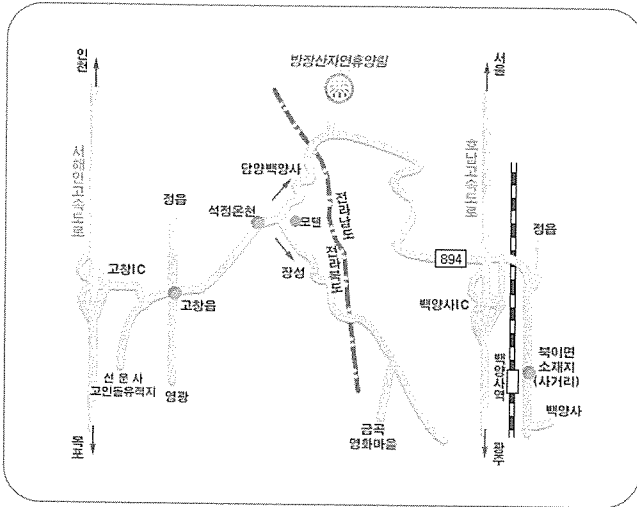 인천
서울
방장산자연휴양림
서해안고속도로
호남고속도로
담양백양사
정읍
석정온천
모텔
전라남도
전라북도
정읍
894
장성
고창IC
고창읍
백양사IC
선운사
고인돌유적지
영광
북이면
소재지
(사거리)
백양사역
백양사
금곡
영화마을
목포
광주